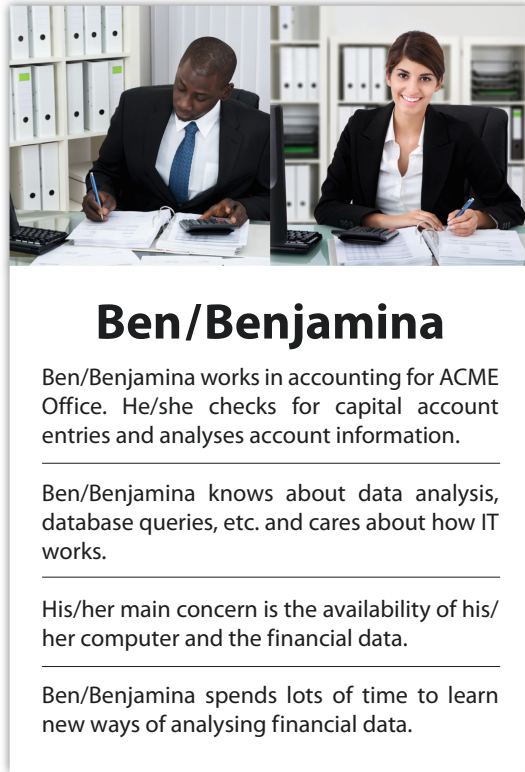 Ben/Benjamina
Ben/Benjamina works in accounting for ACME
Office. He/she checks for capital account
entries and analyses account information.
Ben/Benjamina knows about data analysis,
database queries, etc. and cares about how IT
works.
His/her main concern is the availability of his/
her computer and the financial data.
Ben/Benjamina spends lots of time to learn
new ways of analysing financial data.